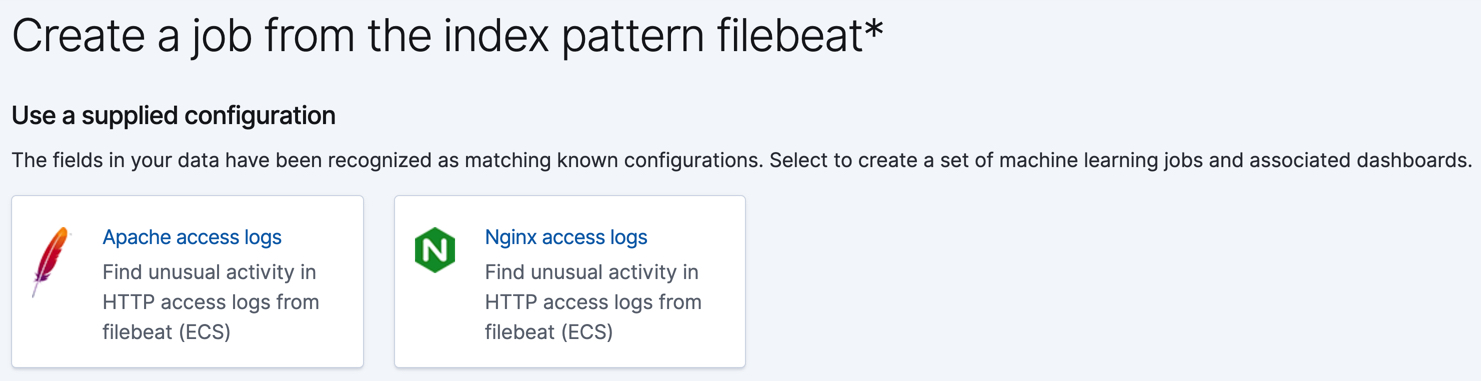 Create a job from the index pattern filebeat*
Use a supplied configuration
The fields in your data have been recognized as matching known configurations. Select to create a set of machine learning jobs and associated dashboards.
Apache access logs
Find unusual activity in
HTTP access logs from
filebeat (ECS)
N
Nginx access logs
Find unusual activity in
HTTP access logs from
filebeat (ECS)